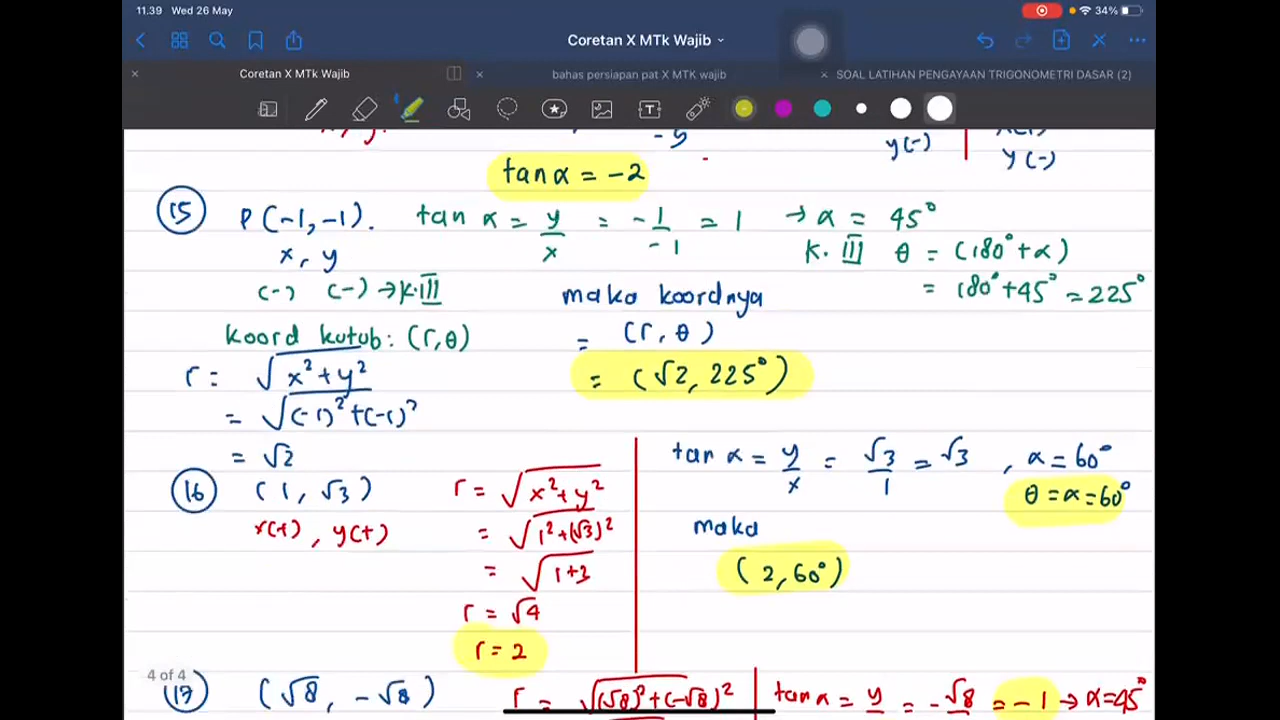 11.39 Wed 26 May
34%
Coretan X MTk Wajib
Coretan X MTk Wajib
bahas persiapan pat X MTK wajib
SOAL LATIHAN PENGAYAAN TRIGONOMETRI DASAR (2)
y(-)
y(-)
tan α = -2
15
P(-1,-1).
tan α = y/x = -1/-1 = 1 → α = 45°
x, y
K. III θ = (180° + α)
(-) (-) → K.III
= 180° + 45° = 225°
maka koordnya
koord kutub: (r,θ)
= (r, θ)
r = √x² + y²
= (√2, 225°)
= √(-1)² + (-1)²
= √2
16
(1, √3)
x(+), y(+)
r = √x² + y²
= √1² + (√3)²
= √1+3
r = √4
r = 2
tan α = y/x = √3/1 = √3, α = 60°
θ = α = 60°
maka
(2, 60°)
4 of 4
17
(√8, -√8)
r = √(√8)² + (-√8)²
tan α = y/ = -√8 = -1 → α = 45°